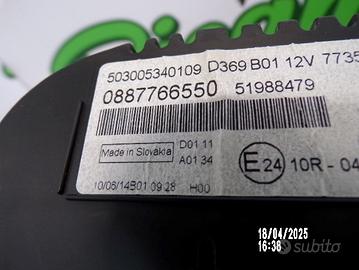 503005340109 D369 B01 12V 7735
0887766550 51988479
Made in Slovakia D01 11
A01 34
E24 10R - 04
10/06/14B01 09:28 H00
18/04/2025
16:38
subito